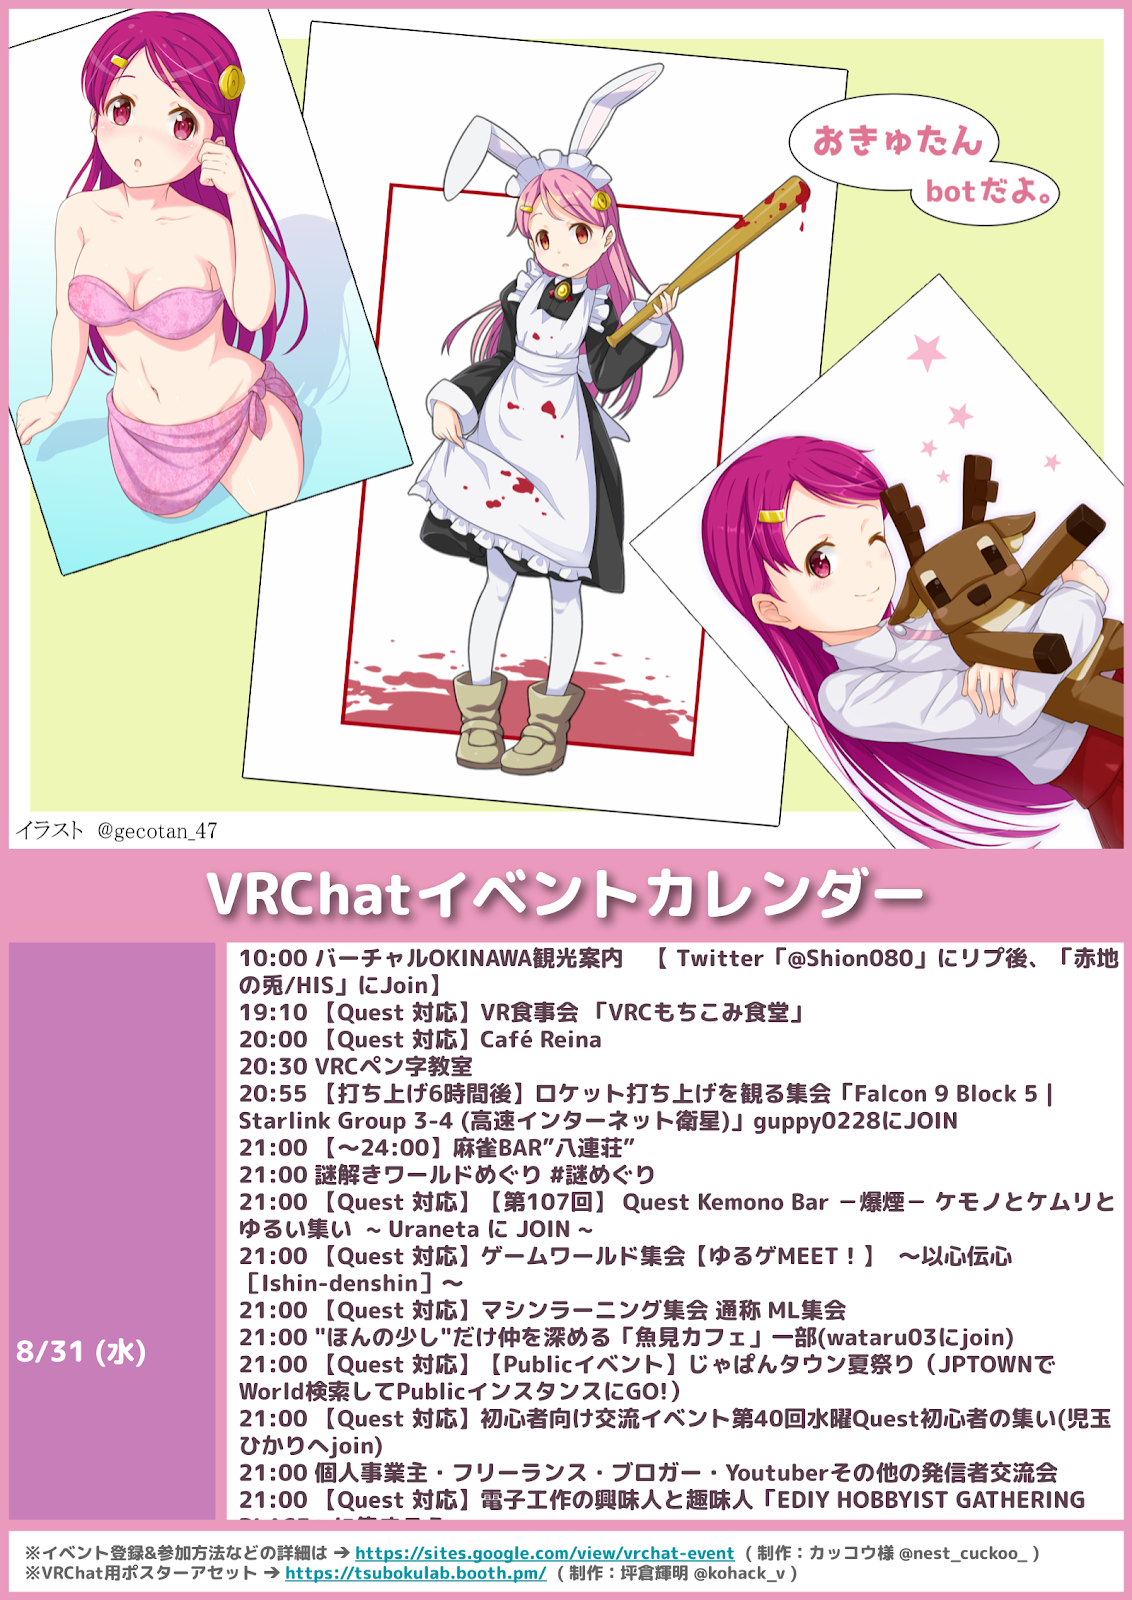 おきゅたん
botだよ。
イラスト @gecotan_47
VRChatイベントカレンダー
8/31 (水)
10:00 バーチャルOKINAWA観光案内　【 Twitter「@Shion080」にリプ後、「赤地
の兎/HIS」にJoin】
19:10 【Quest 対応】VR食事会 「VRCもちこみ食堂」
20:00 【Quest 対応】Café Reina
20:30 VRCペン字教室
20:55 【打ち上げ6時間後】ロケット打ち上げを観る集会「Falcon 9 Block 5 |
Starlink Group 3-4 (高速インターネット衛星)」guppy0228にJOIN
21:00 【～24:00】麻雀BAR”八連荘”
21:00 謎解きワールドめぐり #謎めぐり
21:00 【Quest 対応】【第107回】 Quest Kemono Bar －爆煙－ ケモノとケムリと
ゆるい集い ~ Uraneta に JOIN ~
21:00 【Quest 対応】ゲームワールド集会【ゆるゲMEET！】 ～以心伝心
［Ishin-denshin］～
21:00 【Quest 対応】マシンラーニング集会 通称 ML集会
21:00 "ほんの少し"だけ仲を深める「魚見カフェ」一部(wataru03にjoin)
21:00 【Quest 対応】【Publicイベント】じゃぱんタウン夏祭り（JPTOWNで
World検索してPublicインスタンスにGO!）
21:00 【Quest 対応】初心者向け交流イベント第40回水曜Quest初心者の集い(児玉
ひかりへjoin)
21:00 個人事業主・フリーランス・ブロガー・Youtuberその他の発信者交流会
21:00 【Quest 対応】電子工作の興味人と趣味人「EDIY HOBBYIST GATHERING
※イベント登録&参加方法などの詳細は ➔ https://sites.google.com/view/vrchat-event ( 制作：カッコウ様 @nest_cuckoo_ )
※VRChat用ポスターアセット ➔ https://tsubokulab.booth.pm/ ( 制作：坪倉輝明 @kohack_v )